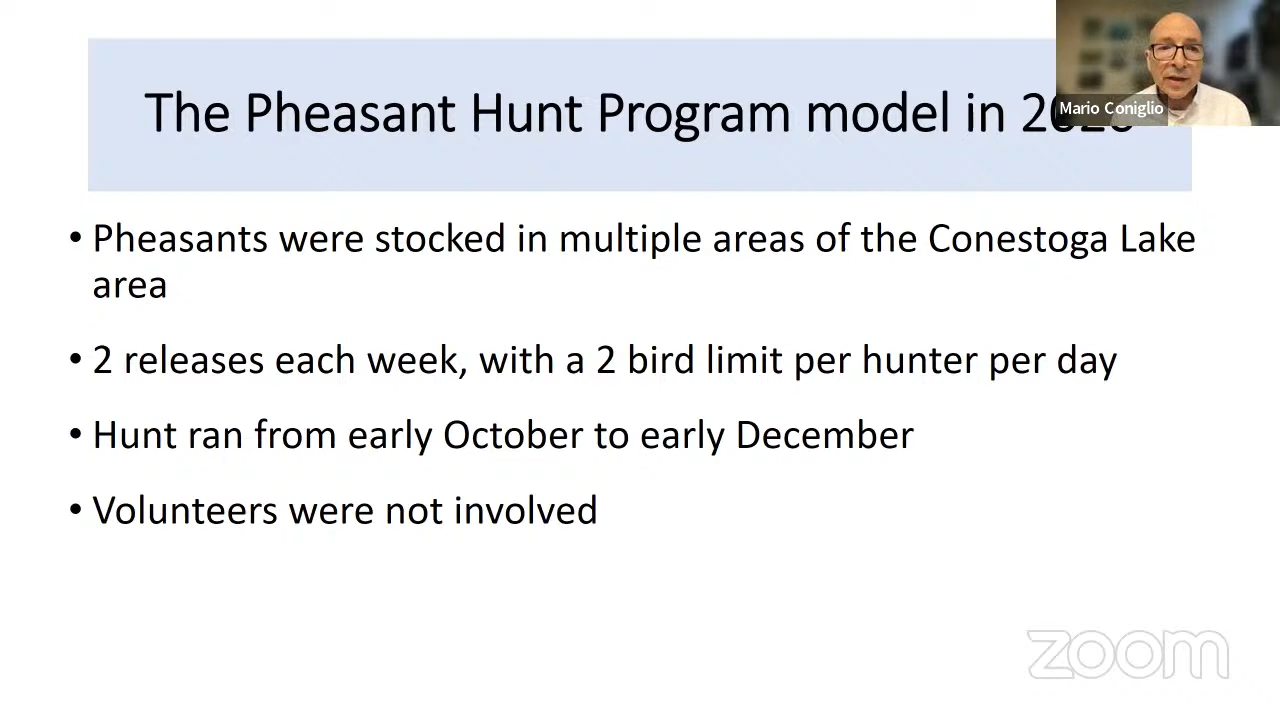 The Pheasant Hunt Program model in 2020
Mario Coniglio
• Pheasants were stocked in multiple areas of the Conestoga Lake
area
• 2 releases each week, with a 2 bird limit per hunter per day
• Hunt ran from early October to early December
• Volunteers were not involved
zoom